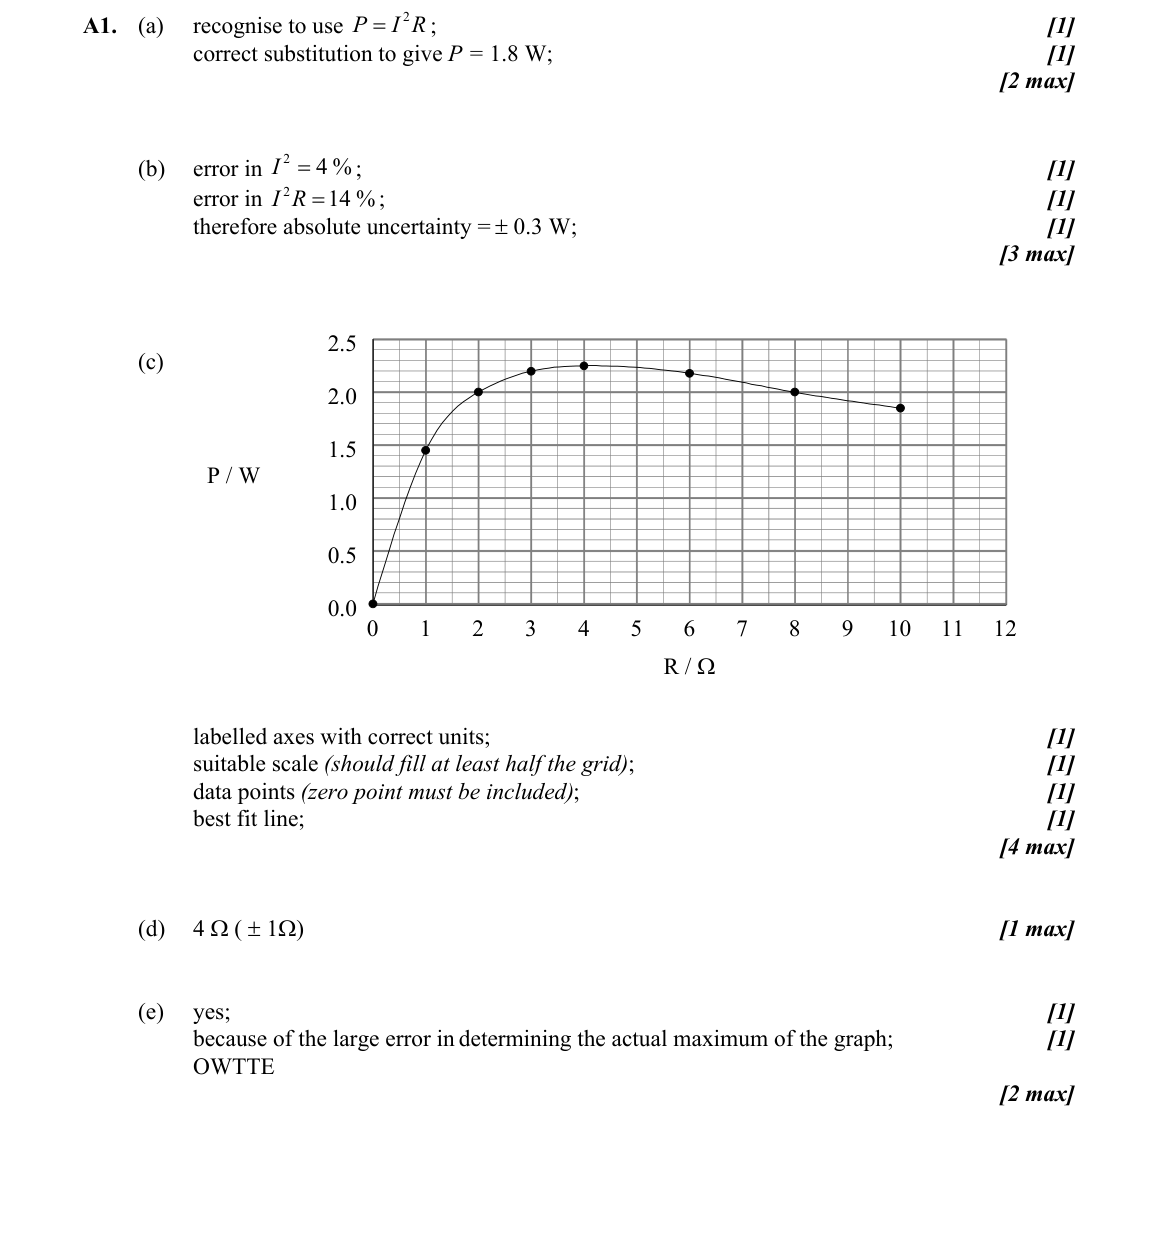 A1. (a) recognise to use P = I²R ; [1]
correct substitution to give P = 1.8 W; [1]
[2 max]
(b) error in I² = 4 % ; [1]
error in I²R = 14 % ; [1]
therefore absolute uncertainty = ± 0.3 W; [1]
[3 max]
(c)
2.5
2.0
1.5
P / W
1.0
0.5
0.0
0 1 2 3 4 5 6 7 8 9 10 11 12
R / Ω
labelled axes with correct units; [1]
suitable scale (should fill at least half the grid); [1]
data points (zero point must be included); [1]
best fit line; [1]
[4 max]
(d) 4 Ω ( ± 1Ω) [1 max]
(e) yes; [1]
because of the large error in determining the actual maximum of the graph; [1]
OWTTE
[2 max]